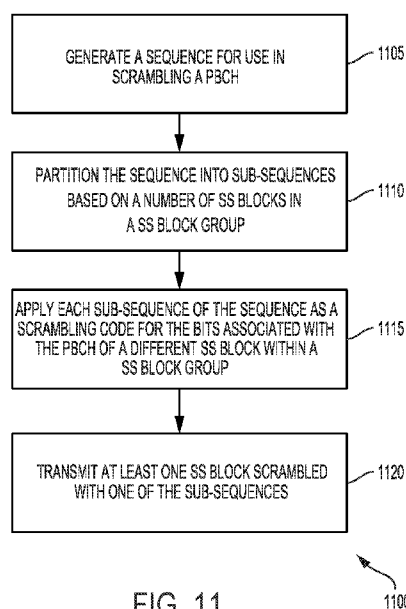 GENERATE A SEQUENCE FOR USE IN
SCRAMBLING A PBCH
1105
PARTITION THE SEQUENCE INTO SUB-SEQUENCES
BASED ON A NUMBER OF SS BLOCKS IN
A SS BLOCK GROUP
1110
APPLY EACH SUB-SEQUENCE OF THE SEQUENCE AS A
SCRAMBLING CODE FOR THE BITS ASSOCIATED WITH
THE PBCH OF A DIFFERENT SS BLOCK WITHIN A
SS BLOCK GROUP
1115
TRANSMIT AT LEAST ONE SS BLOCK SCRAMBLED
WITH ONE OF THE SUB-SEQUENCES
1120
1100
FIG. 11